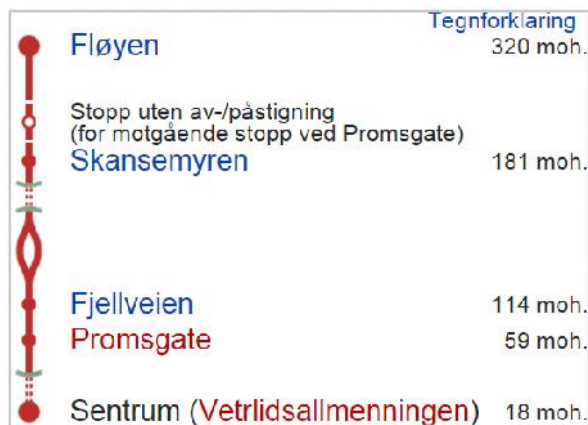 Tegnforklaring
Fløyen 320 moh.
Stopp uten av-/påstigning
(for motgående stopp ved Promsgate)
Skansemyren 181 moh.
Fjellveien 114 moh.
Promsgate 59 moh.
Sentrum (Vetrlidsallmenningen) 18 moh.